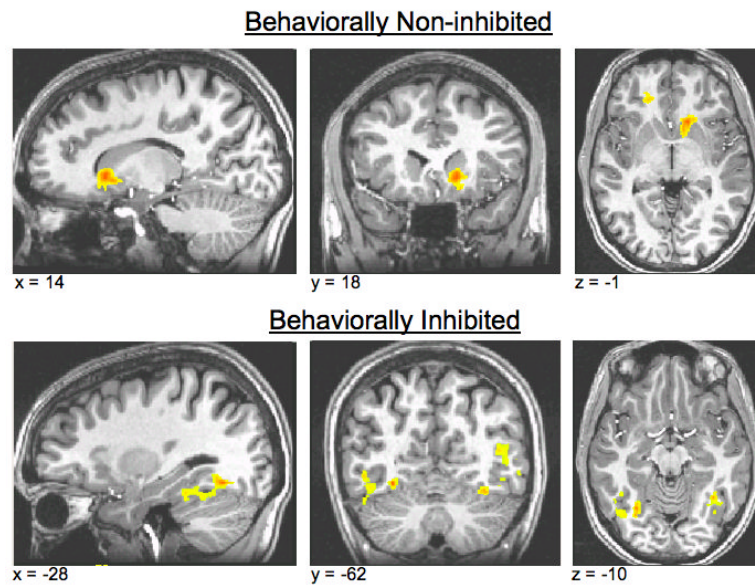 Behaviorally Non-inhibited
x = 14
y = 18
z = -1
Behaviorally Inhibited
x = -28
y = -62
z = -10